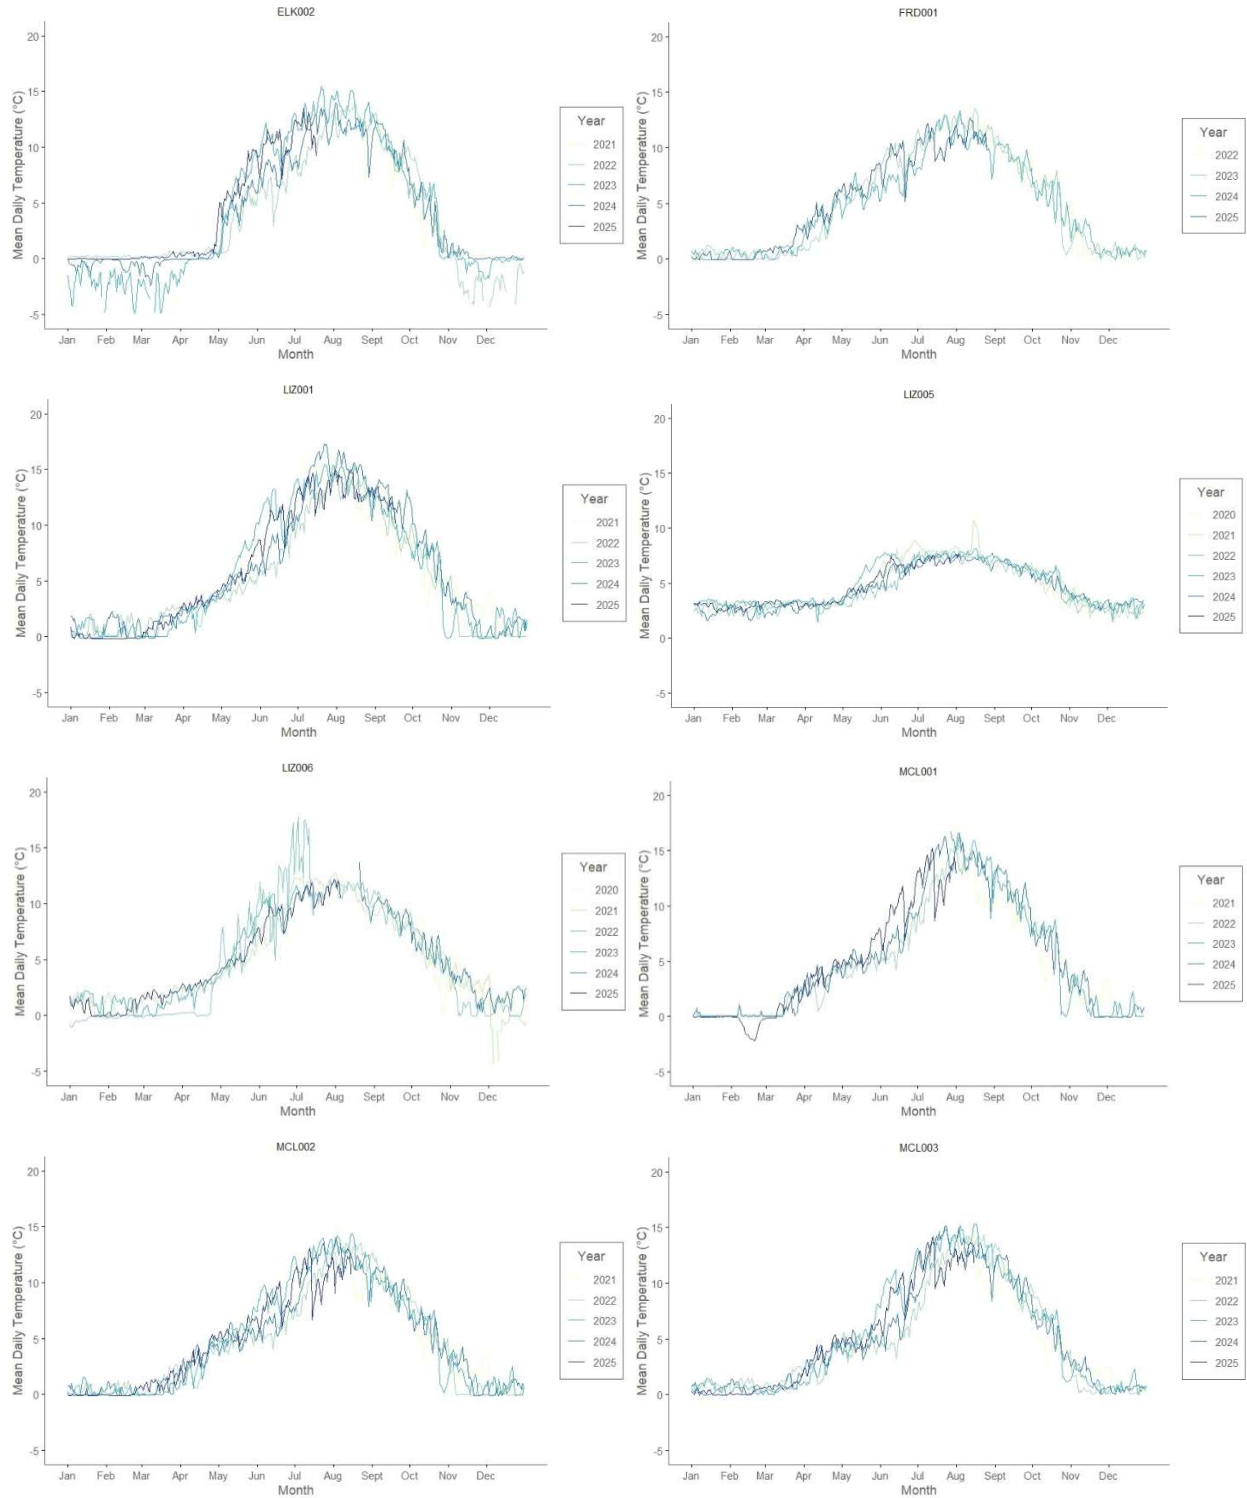 ELK002
Mean Daily Temperature (°C)
20
15
10
5
0
-5
Jan Feb Mar Apr May Jun Jul Aug Sept Oct Nov Dec
Month
Year
2021
2022
2023
2024
2025
FRD001
Mean Daily Temperature (°C)
20
15
10
5
0
-5
Jan Feb Mar Apr May Jun Jul Aug Sept Oct Nov Dec
Month
Year
2022
2023
2024
2025
LIZ001
Mean Daily Temperature (°C)
20
15
10
5
0
-5
Jan Feb Mar Apr May Jun Jul Aug Sept Oct Nov Dec
Month
Year
2021
2022
2023
2024
2025
LIZ005
Mean Daily Temperature (°C)
20
15
10
5
0
-5
Jan Feb Mar Apr May Jun Jul Aug Sept Oct Nov Dec
Month
Year
2020
2021
2022
2023
2024
2025
LIZ006
Mean Daily Temperature (°C)
20
15
10
5
0
-5
Jan Feb Mar Apr May Jun Jul Aug Sept Oct Nov Dec
Month
Year
2020
2021
2022
2023
2024
2025
MCL001
Mean Daily Temperature (°C)
20
15
10
5
0
-5
Jan Feb Mar Apr May Jun Jul Aug Sept Oct Nov Dec
Month
Year
2021
2022
2023
2024
2025
MCL002
Mean Daily Temperature (°C)
20
15
10
5
0
-5
Jan Feb Mar Apr May Jun Jul Aug Sept Oct Nov Dec
Month
Year
2021
2022
2023
2024
2025
MCL003
Mean Daily Temperature (°C)
20
15
10
5
0
-5
Jan Feb Mar Apr May Jun Jul Aug Sept Oct Nov Dec
Month
Year
2021
2022
2023
2024
2025